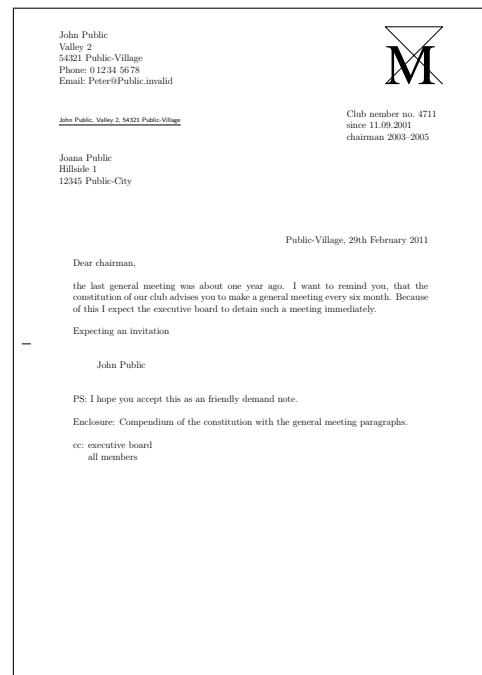 John Public
Valley 2
54321 Public-Village
Phone: 0 12 34 56 78
Email: Peter@Public.invalid
M
John Public, Valley 2, 54321 Public-Village
Club nember no. 4711
since 11.09.2001
chairman 2003–2005
Joana Public
Hillside 1
12345 Public-City
Public-Village, 29th February 2011
Dear chairman,
the last general meeting was about one year ago. I want to remind you, that the
constitution of our club advises you to make a general meeting every six month. Because
of this I expect the executive board to detain such a meeting immediately.
Expecting an invitation
John Public
PS: I hope you accept this as an friendly demand note.
Enclosure: Compendium of the constitution with the general meeting paragraphs.
cc: executive board
all members